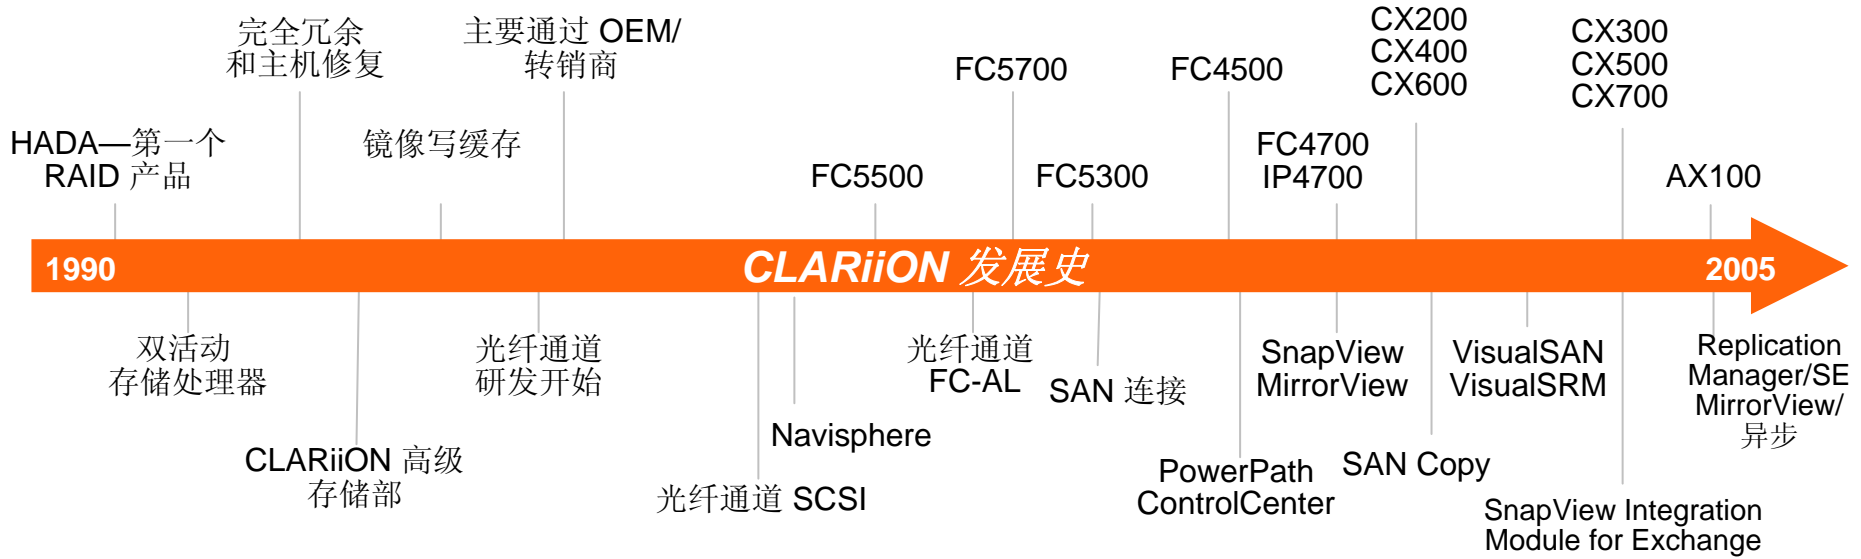 完全冗余
和主机修复
主要通过 OEM/
转销商
CX200
CX400
CX600
CX300
CX500
CX700
FC5700
FC4500
HADA—第一个
RAID 产品
镜像写缓存
FC5500
FC5300
FC4700
IP4700
AX100
1990
CLARiiON 发展史
2005
双活动
存储处理器
光纤通道
研发开始
光纤通道
FC-AL
SAN 连接
SnapView
MirrorView
VisualSAN
VisualSRM
Replication
Manager/SE
MirrorView/
异步
Navisphere
CLARiiON 高级
存储部
光纤通道 SCSI
PowerPath
ControlCenter
SAN Copy
SnapView Integration
Module for Exchange